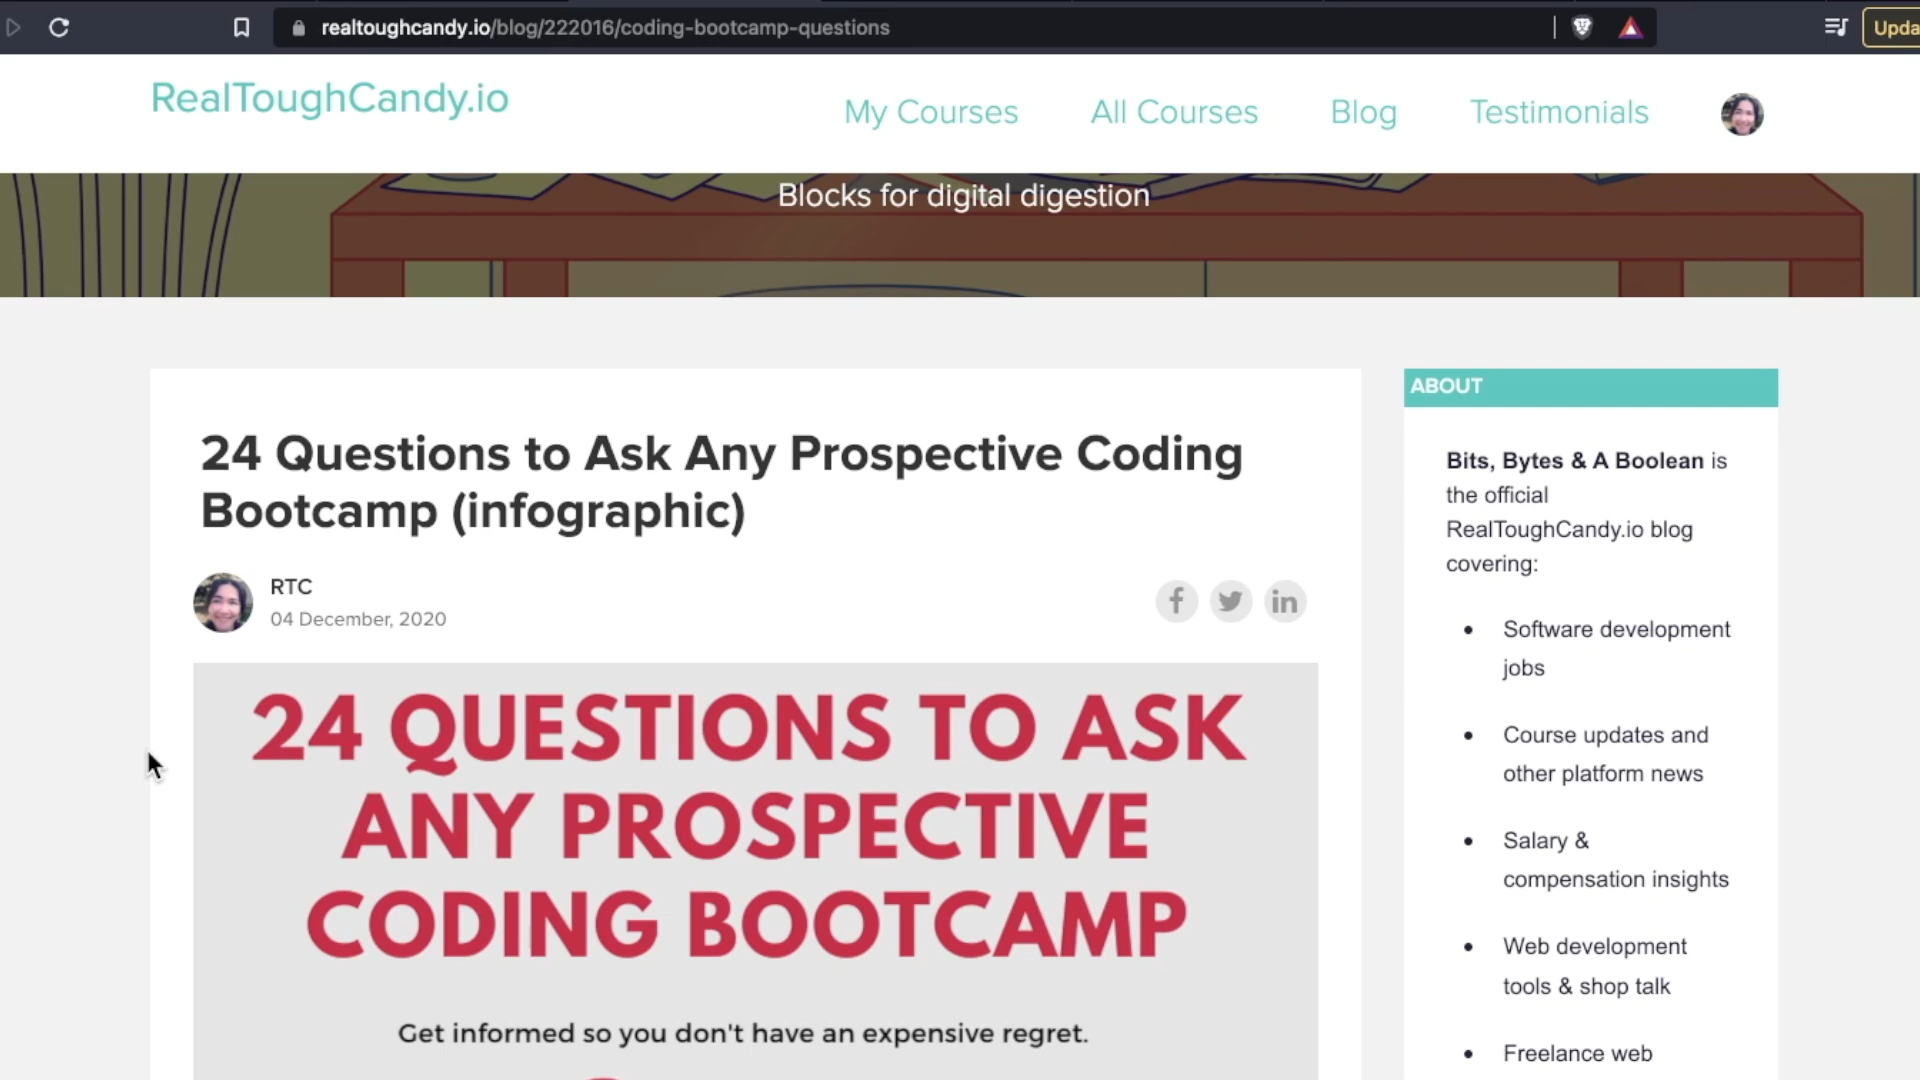 realtoughcandy.io/blog/222016/coding-bootcamp-questions
Upda
RealToughCandy.io
My Courses
All Courses
Blog
Testimonials
Blocks for digital digestion
24 Questions to Ask Any Prospective Coding
Bootcamp (infographic)
RTC
04 December, 2020
24 QUESTIONS TO ASK
ANY PROSPECTIVE
CODING BOOTCAMP
Get informed so you don't have an expensive regret.
ABOUT
Bits, Bytes & A Boolean is
the official
RealToughCandy.io blog
covering:
Software development
jobs
Course updates and
other platform news
Salary &
compensation insights
Web development
tools & shop talk
Freelance web